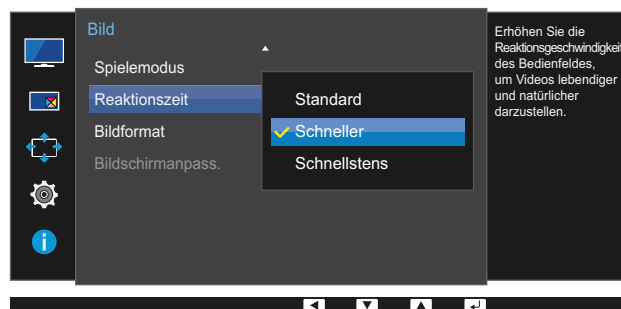 Bild
Spielemodus
Reaktionszeit
Bildformat
Bildschirmanpass.
Standard
Schneller
Schnellstens
Erhöhen Sie die
Reaktionsgeschwindigkeit
des Bedienfeldes,
um Videos lebendiger
und natürlicher
darzustellen.